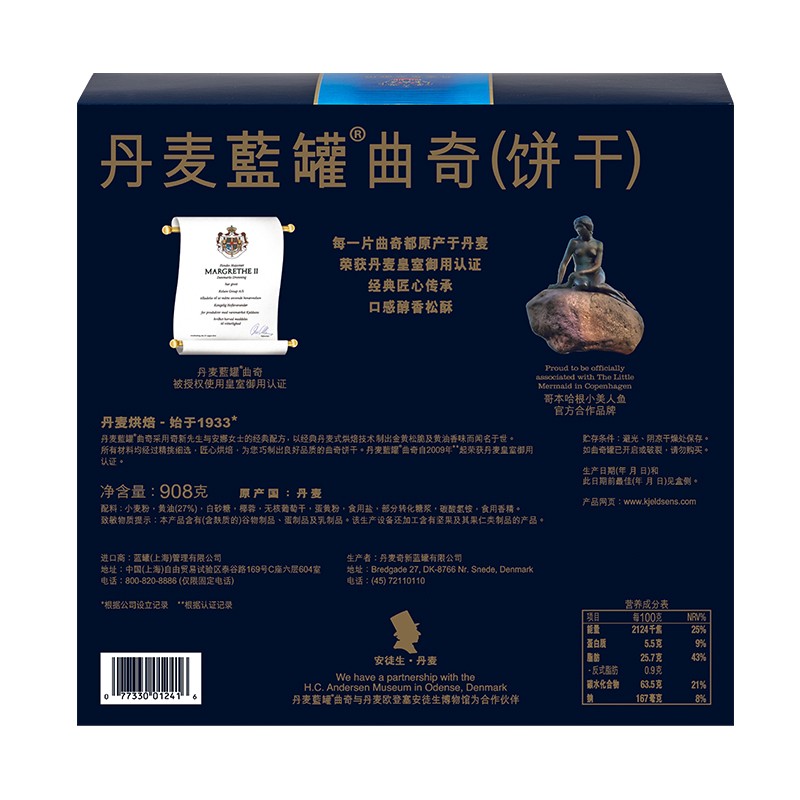 丹麦藍罐®曲奇(饼干)
MARGRETHE II
每一片曲奇都原产于丹麦
荣获丹麦皇室御用认证
经典匠心传承
口感醇香松酥
丹麦藍罐®曲奇
被授权使用皇室御用认证
Proud to be officially
associated with The Little
Mermaid in Copenhagen
哥本哈根小美人鱼
官方合作品牌
丹麦烘焙 - 始于1933*
丹麦藍罐®曲奇采用奇新先生与安娜女士的经典配方，以经典丹麦式烘焙技术制出金黄松脆及黄油香味而闻名于世。
所有材料均经过精挑细选，匠心烘焙，为您巧制出良好品质的曲奇饼干。丹麦藍罐®曲奇自2009年**起荣获丹麦皇室御用
认证。
贮存条件：避光、阴凉干燥处保存。
如曲奇罐已开启或破裂，请勿购买。
生产日期(年 月 日)和
此日期前最佳(年 月 日)见盒侧。
产品网页：www.kjeldsens.com
净含量：908克 原产国：丹麦
配料：小麦粉，黄油(27%)，白砂糖，椰蓉，无核葡萄干，蛋黄粉，食用盐，部分转化糖浆，碳酸氢铵，食用香精。
致敏物质提示：本产品含有(含麸质的)谷物制品、蛋制品及乳制品。该生产设备还加工含有坚果及其果仁类制品的产品。
进口商：蓝罐(上海)管理有限公司
地址：中国(上海)自由贸易试验区泰谷路169号C座六层604室
电话：800-820-8686 (仅限固定电话)
生产者：丹麦奇新蓝罐有限公司
地址：Bredgade 27, DK-8766 Nr. Snede, Denmark
电话：(45) 72110110
*根据公司设立记录 **根据认证记录
安徒生·丹麦
We have a partnership with the
H.C. Andersen Museum in Odense, Denmark
丹麦藍罐®曲奇与丹麦欧登塞安徒生博物馆为合作伙伴
0 77330 01241 6
营养成分表
项目 每100克 NRV%
能量 2124千焦 25%
蛋白质 5.5克 9%
脂肪 25.7克 43%
- 反式脂肪 0.9克
碳水化合物 63.5克 21%
钠 167毫克 8%